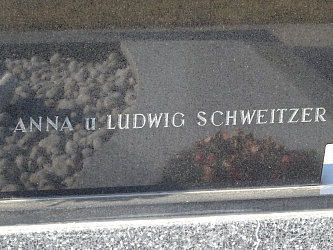 ANNA u. LUDWIG SCHWEITZER